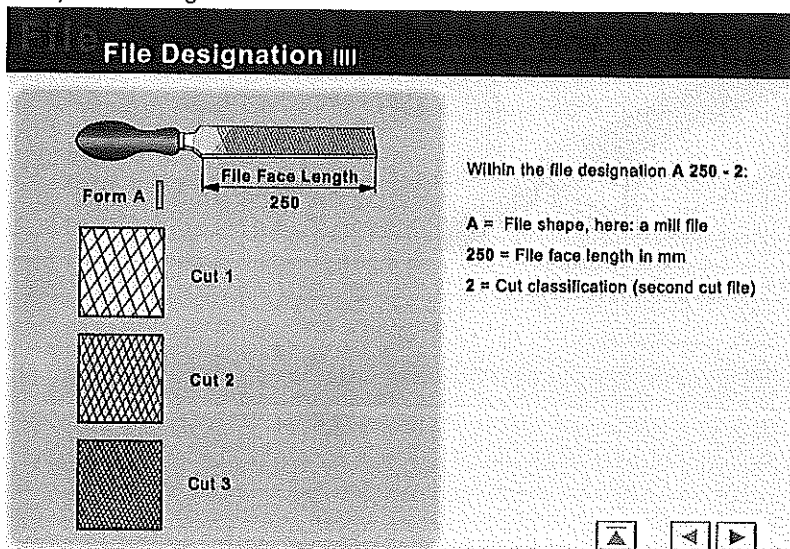 File Designation IIII
File Face Length
250
Form A
Cut 1
Cut 2
Cut 3
Within the file designation A 250 - 2:
A = File shape, here: a mill file
250 = File face length in mm
2 = Cut classification (second cut file)